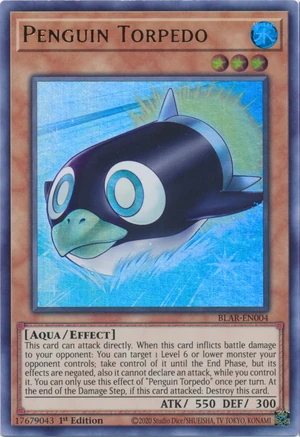 PENGUIN TORPEDO
水
BLAR-EN004
[AQUA/EFFECT]
This card can attack directly. When this card inflicts battle damage
to your opponent: You can target 1 Level 6 or lower monster your
opponent controls; take control of it until the End Phase, but its
effects are negated, also it cannot declare an attack, while you control
it. You can only use this effect of "Penguin Torpedo" once per turn. At
the end of the Damage Step, if this card attacked: Destroy this card.
ATK/ 550 DEF/ 300
17679043 1st Edition ©2020 Studio Dice/SHUEISHA, TV TOKYO, KONAMI